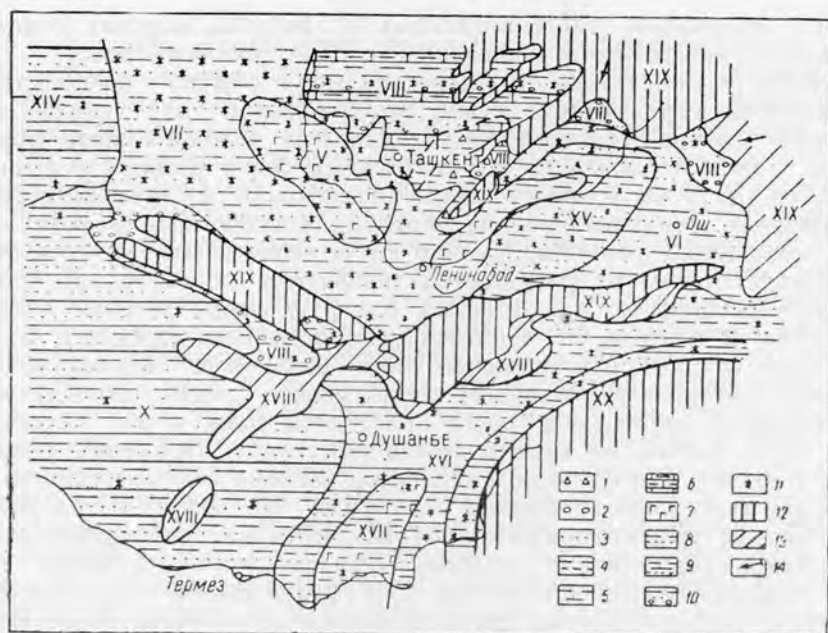 XIX
VIII
XIV
VII
VIII
V
Ташкент
VIII
VIII
XIX
XIX
Ош
XV
VI
Ленинабад
XIX
XIX
VIII
XVIII
XVIII
X
XX
Душанбе
XVI
XVIII
XVII
Термез
1 6 11
2 7 12
3 8 13
4 9 14
5 10